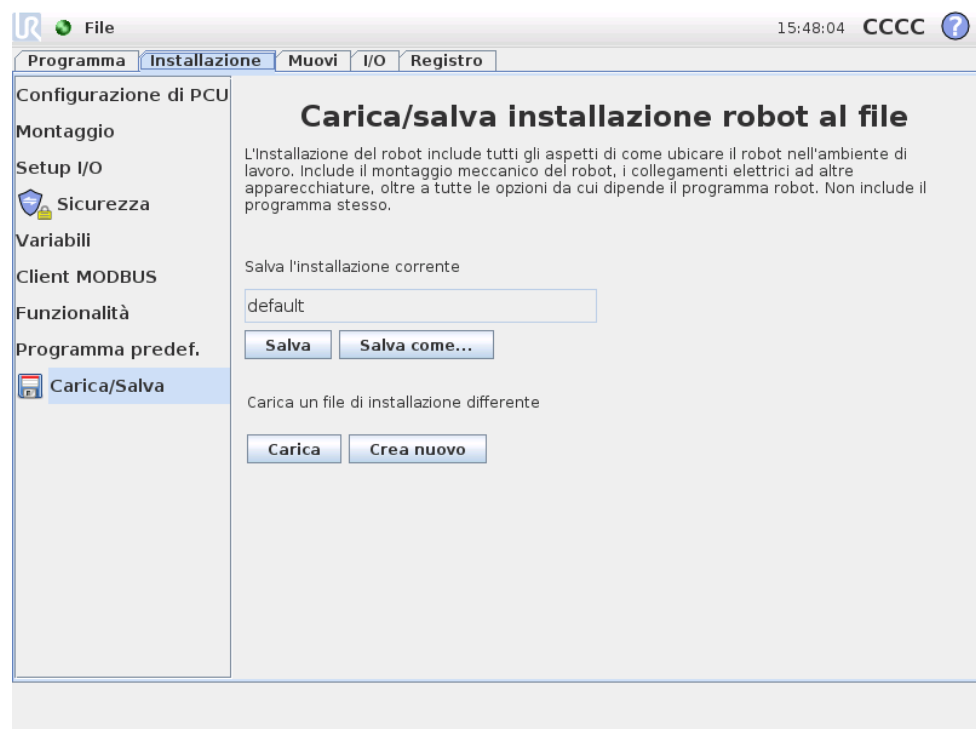 UR File 15:48:04 CCCC ?
Programma Installazione Muovi I/O Registro
Configurazione di PCU
Montaggio
Setup I/O
Sicurezza
Variabili
Client MODBUS
Funzionalità
Programma predef.
Carica/Salva
Carica/salva installazione robot al file
L'Installazione del robot include tutti gli aspetti di come ubicare il robot nell'ambiente di
lavoro. Include il montaggio meccanico del robot, i collegamenti elettrici ad altre
apparecchiature, oltre a tutte le opzioni da cui dipende il programma robot. Non include il
programma stesso.
Salva l'installazione corrente
default
Salva Salva come...
Carica un file di installazione differente
Carica Crea nuovo